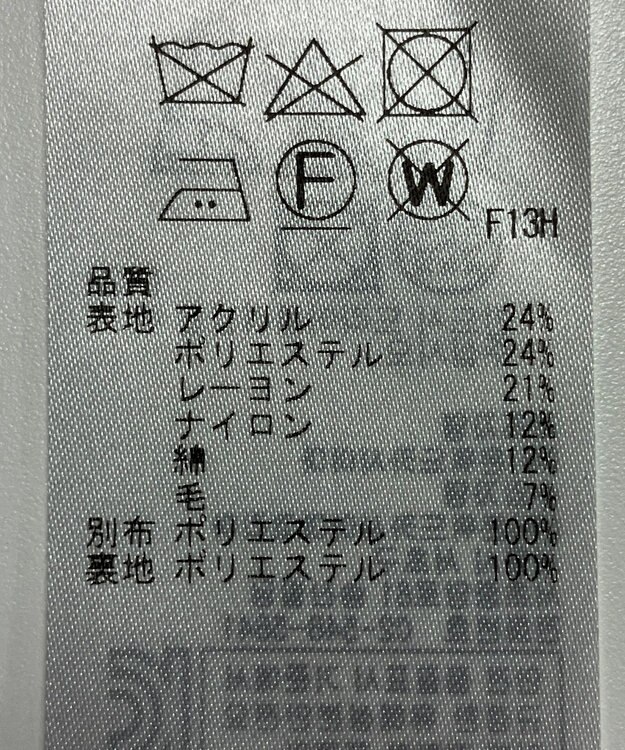 F W F13H
品質
表地 アクリル 24%
ポリエステル 24%
レーヨン 21%
ナイロン 12%
綿 12%
毛 7%
別布 ポリエステル 100%
裏地 ポリエステル 100%